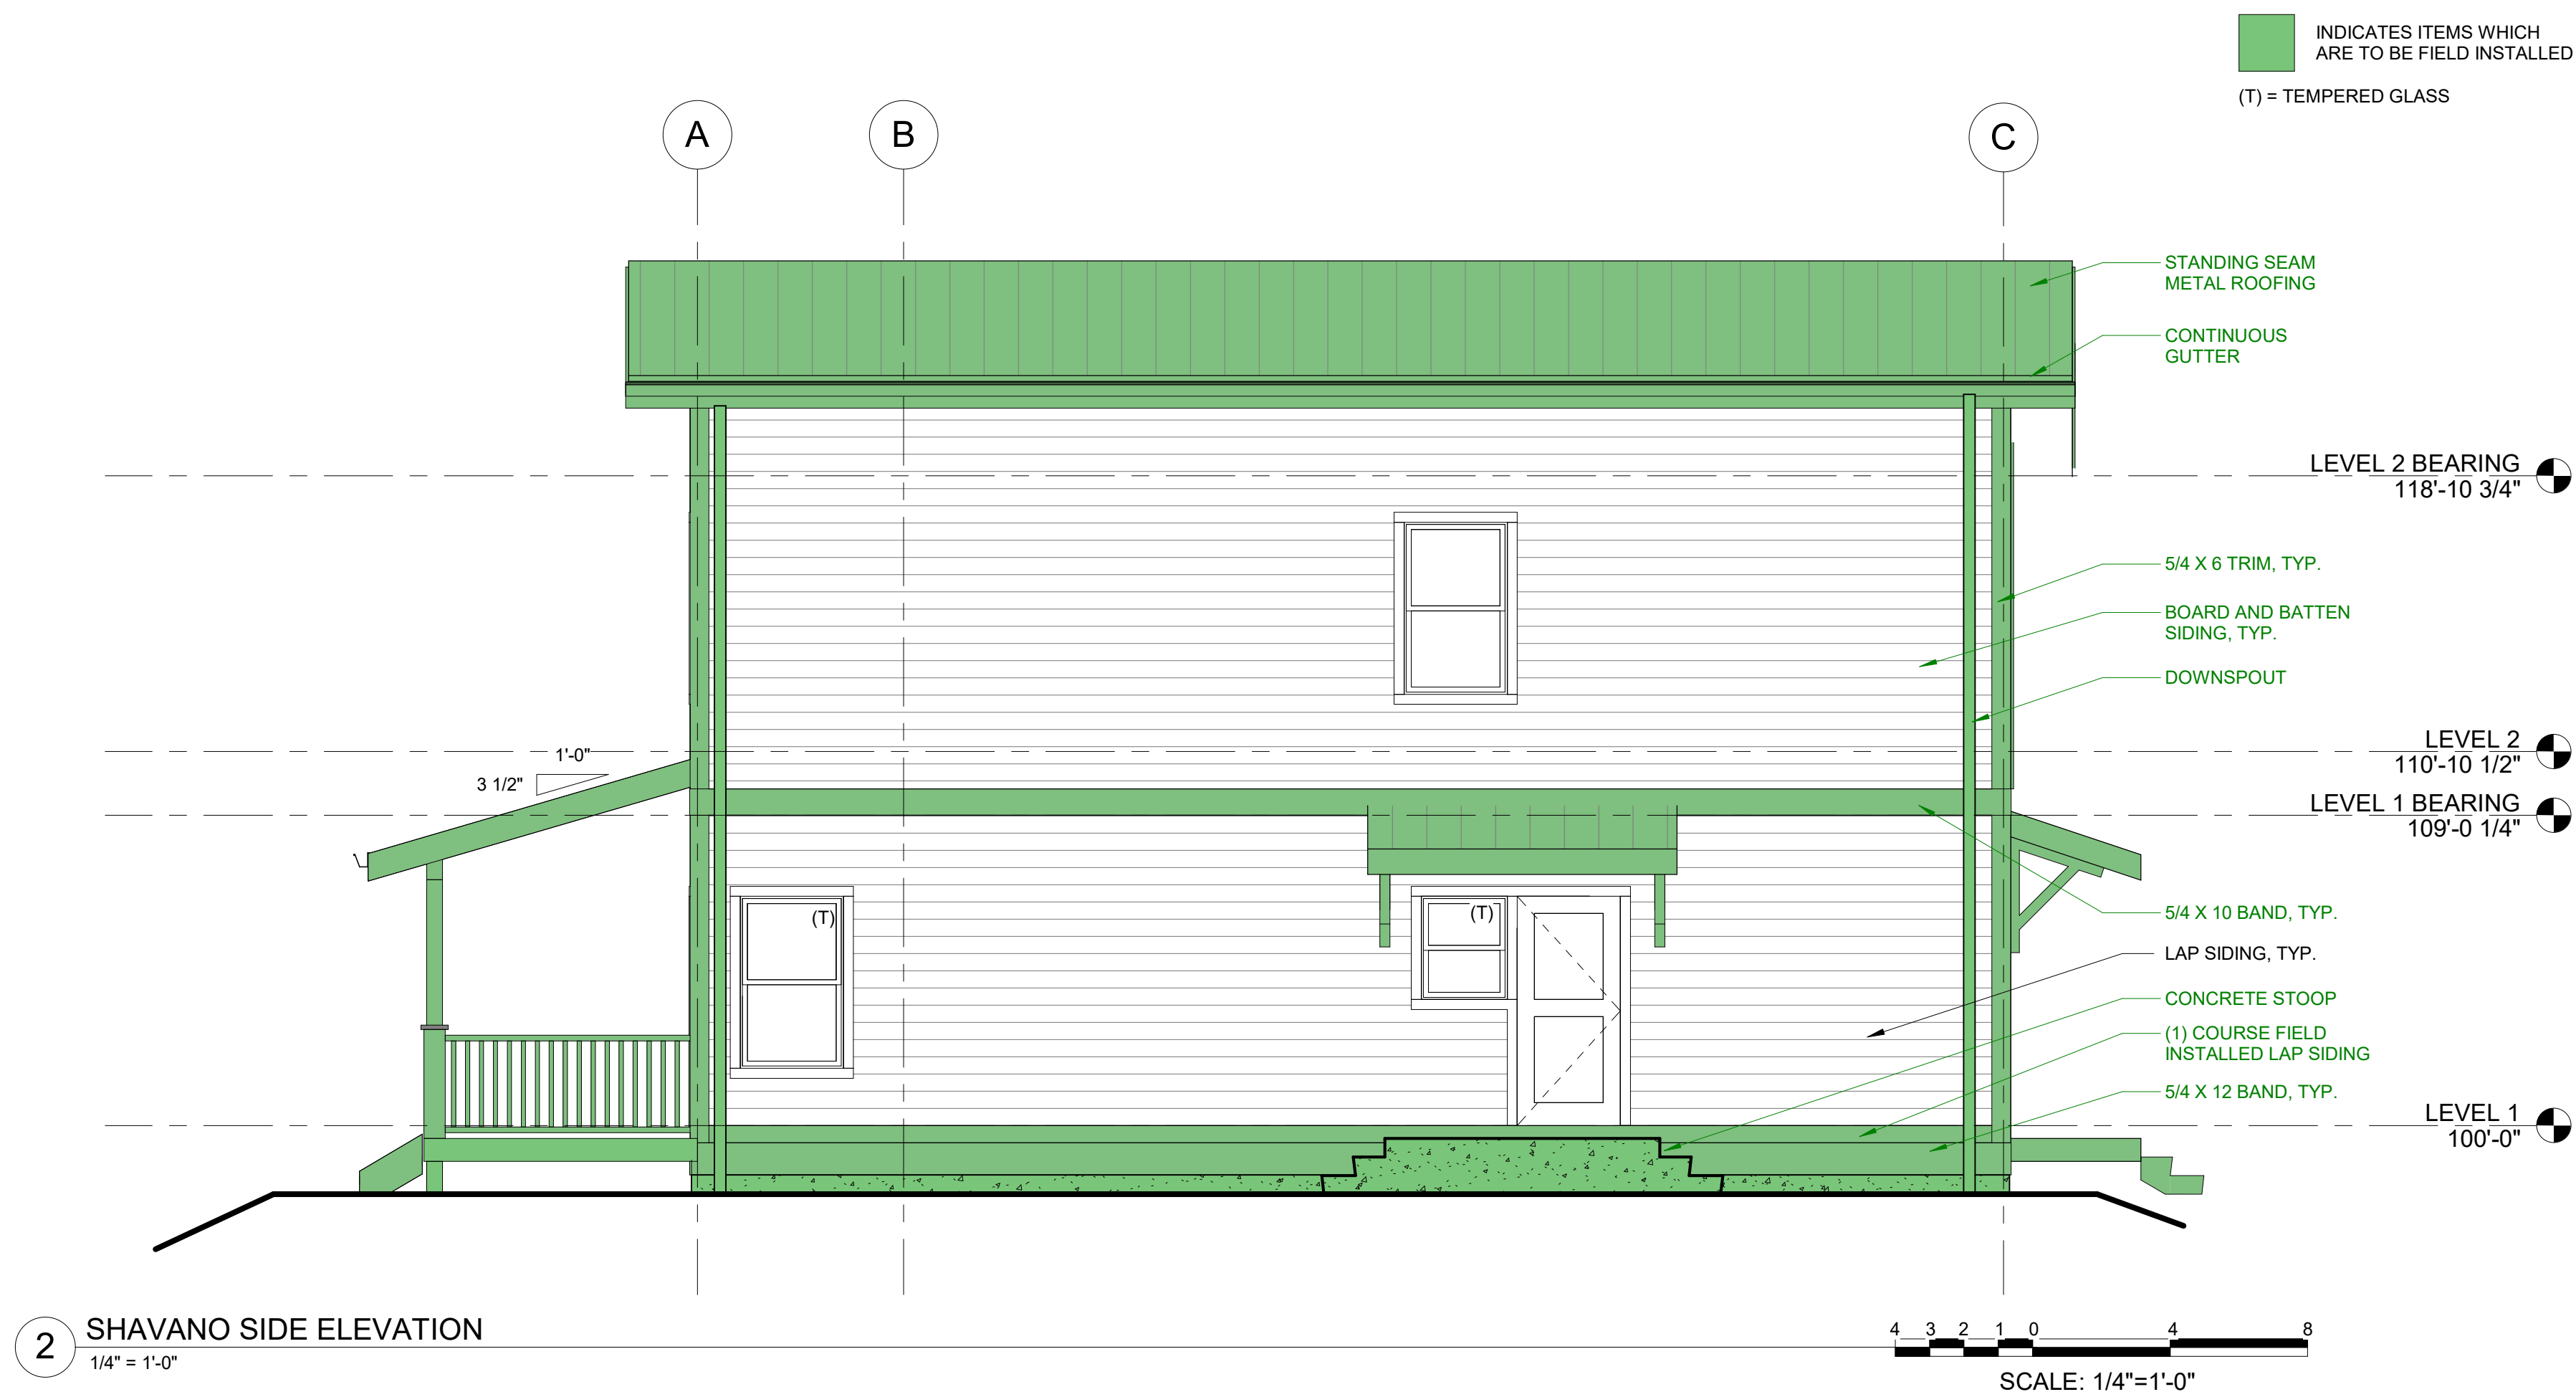 INDICATES ITEMS WHICH
ARE TO BE FIELD INSTALLED
(T) = TEMPERED GLASS
A
B
C
STANDING SEAM
METAL ROOFING
CONTINUOUS
GUTTER
LEVEL 2 BEARING
118'-10 3/4"
5/4 X 6 TRIM, TYP.
BOARD AND BATTEN
SIDING, TYP.
DOWNSPOUT
LEVEL 2
110'-10 1/2"
1'-0"
3 1/2"
LEVEL 1 BEARING
109'-0 1/4"
(T)
(T)
5/4 X 10 BAND, TYP.
LAP SIDING, TYP.
CONCRETE STOOP
(1) COURSE FIELD
INSTALLED LAP SIDING
5/4 X 12 BAND, TYP.
LEVEL 1
100'-0"
2
SHAVANO SIDE ELEVATION
1/4" = 1'-0"
4 3 2 1 0 4 8
SCALE: 1/4"=1'-0"